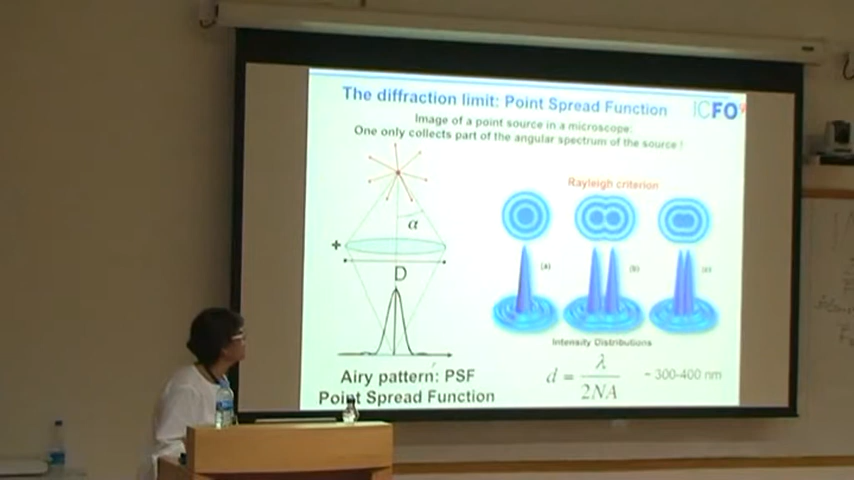 The diffraction limit: Point Spread Function
ICFO
Image of a point source in a microscope:
One only collects part of the angular spectrum of the source !
Rayleigh criterion
α
+
D
(a)
(b)
(c)
Intensity Distributions
Airy pattern: PSF
Point Spread Function
d = λ / 2NA
~ 300-400 nm